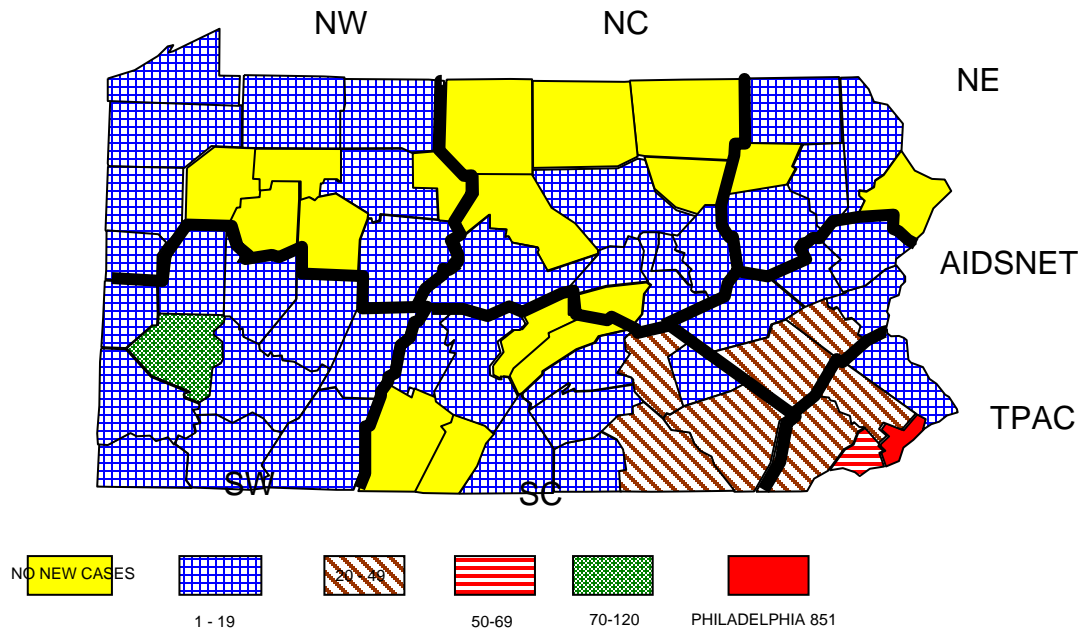 NW
NC
NE
AIDSNET
TPAC
SW
SC
NO NEW CASES
20 - 49
1 - 19
50-69
70-120
PHILADELPHIA 851